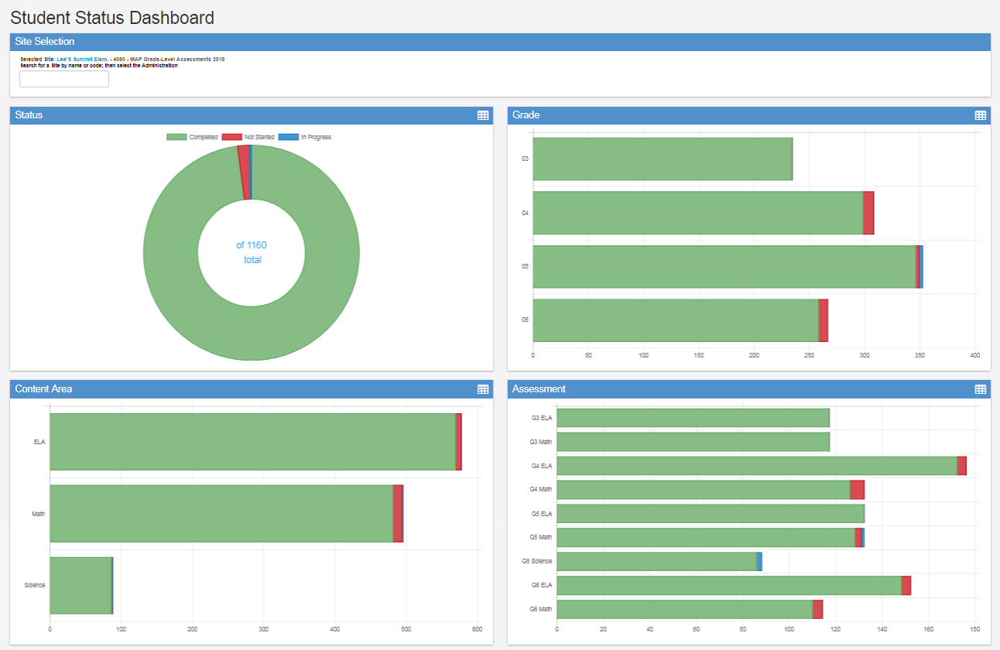 Student Status Dashboard
Site Selection
Selected Site: Lee'S Summit Elem. - 4060 - MAP Grade-Level Assessments 2018
Search for a Site by name or code; then select the Administration
Status
Completed Not Started In Progress
of 1160
total
Grade
03
04
05
06
0 50 100 150 200 250 300 350 400
Content Area
ELA
Math
Science
0 100 200 300 400 500 600
Assessment
G3 ELA
G3 Math
G4 ELA
G4 Math
G5 ELA
G5 Math
G5 Science
G6 ELA
G6 Math
0 20 40 60 80 100 120 140 160 180